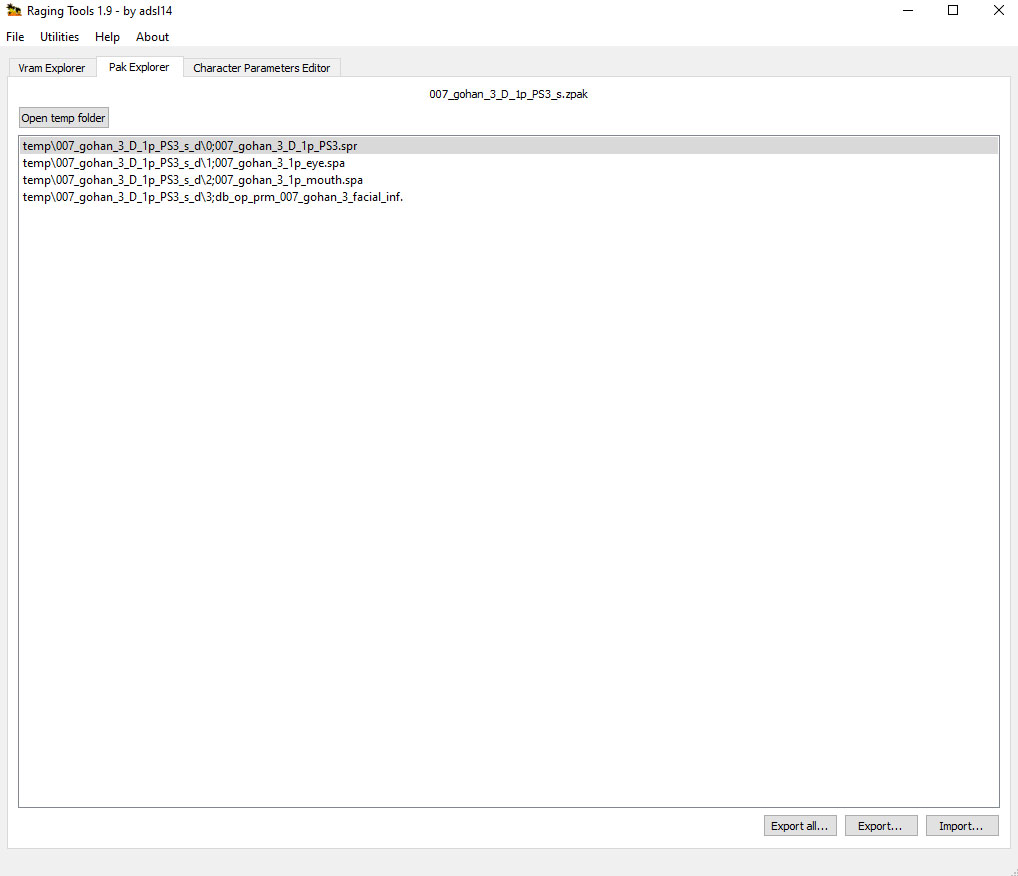 Raging Tools 1.9 - by adsl14
File Utilities Help About
Vram Explorer Pak Explorer Character Parameters Editor
007_gohan_3_D_1p_PS3_s.zpak
Open temp folder
temp\007_gohan_3_D_1p_PS3_s_d\0;007_gohan_3_D_1p_PS3.spr
temp\007_gohan_3_D_1p_PS3_s_d\1;007_gohan_3_1p_eye.spa
temp\007_gohan_3_D_1p_PS3_s_d\2;007_gohan_3_1p_mouth.spa
temp\007_gohan_3_D_1p_PS3_s_d\3;db_op_prm_007_gohan_3_facial_inf.
Export all... Export... Import...